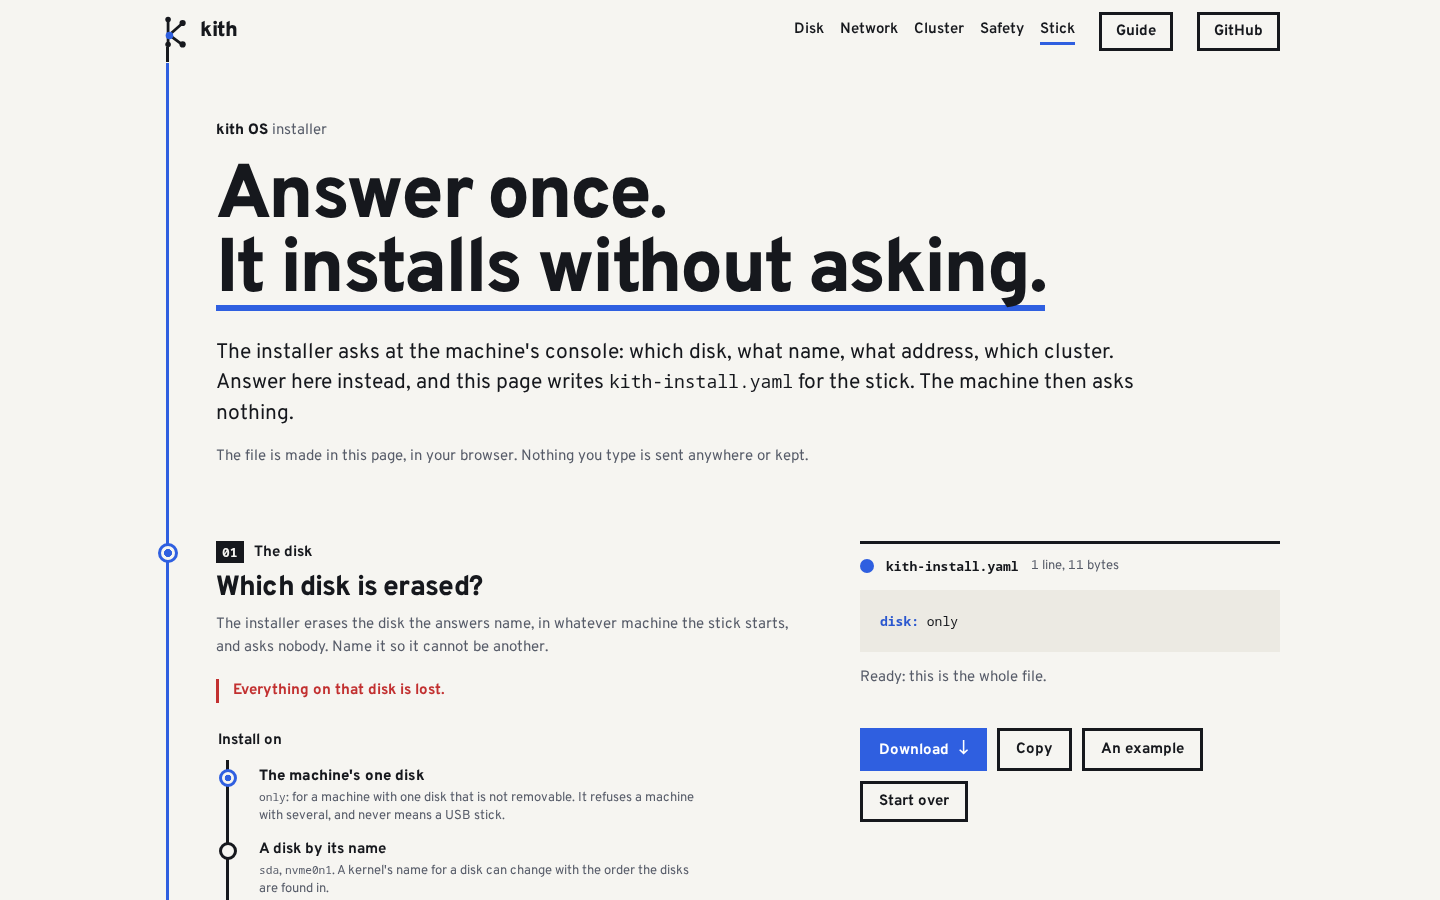 kith
Disk Network Cluster Safety Stick Guide GitHub
kith OS installer
Answer once.
It installs without asking.
The installer asks at the machine's console: which disk, what name, what address, which cluster.
Answer here instead, and this page writes kith-install.yaml for the stick. The machine then asks
nothing.
The file is made in this page, in your browser. Nothing you type is sent anywhere or kept.
01 The disk
Which disk is erased?
The installer erases the disk the answers name, in whatever machine the stick starts,
and asks nobody. Name it so it cannot be another.
Everything on that disk is lost.
Install on
The machine's one disk
only: for a machine with one disk that is not removable. It refuses a machine
with several, and never means a USB stick.
A disk by its name
sda, nvme0n1. A kernel's name for a disk can change with the order the disks
are found in.
kith-install.yaml 1 line, 11 bytes
disk: only
Ready: this is the whole file.
Download ↓ Copy An example
Start over